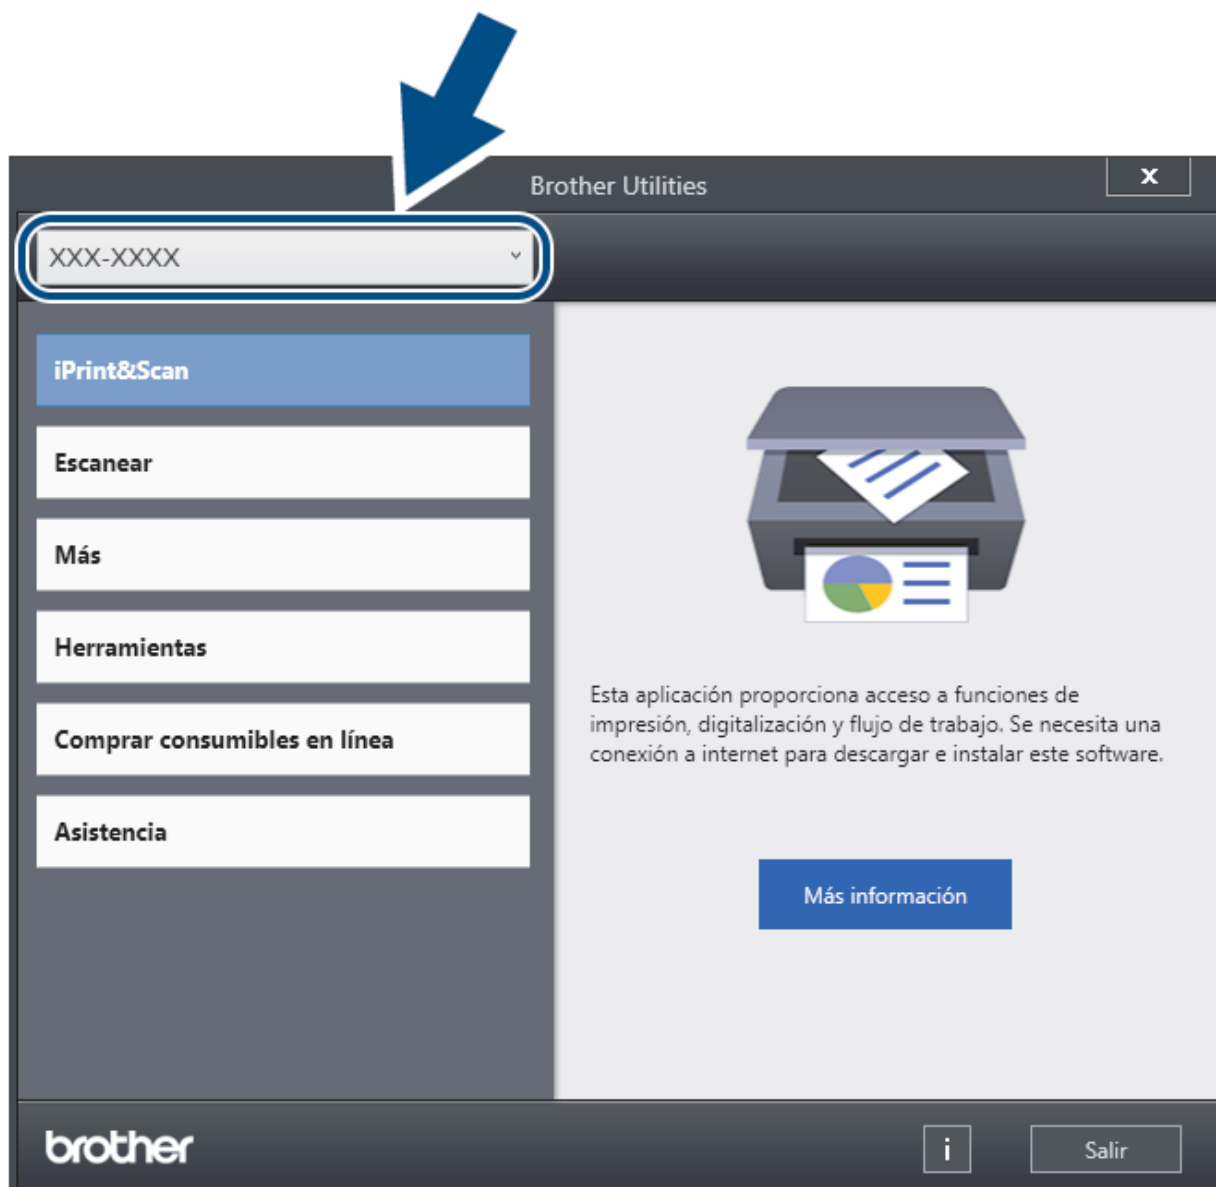 Brother Utilities
x
XXX-XXXX
iPrint&Scan
Escanear
Más
Herramientas
Comprar consumibles en línea
Asistencia
Esta aplicación proporciona acceso a funciones de
impresión, digitalización y flujo de trabajo. Se necesita una
conexión a internet para descargar e instalar este software.
Más información
brother
i
Salir